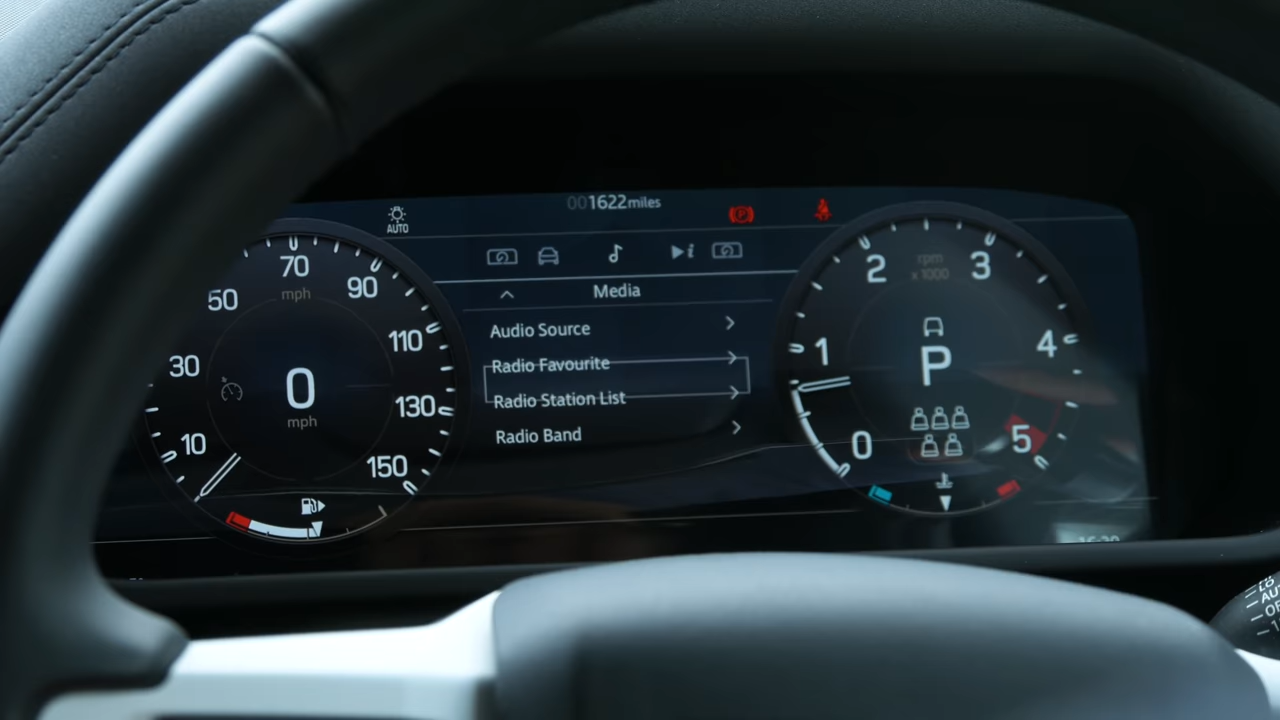 001622miles
AUTO
70
mph
50
90
30
110
0
mph
130
10
150
Media
Audio Source
Radio Favourite
Radio Station List
Radio Band
2
rpm
x1000
3
1
4
P
0
5
AUTO